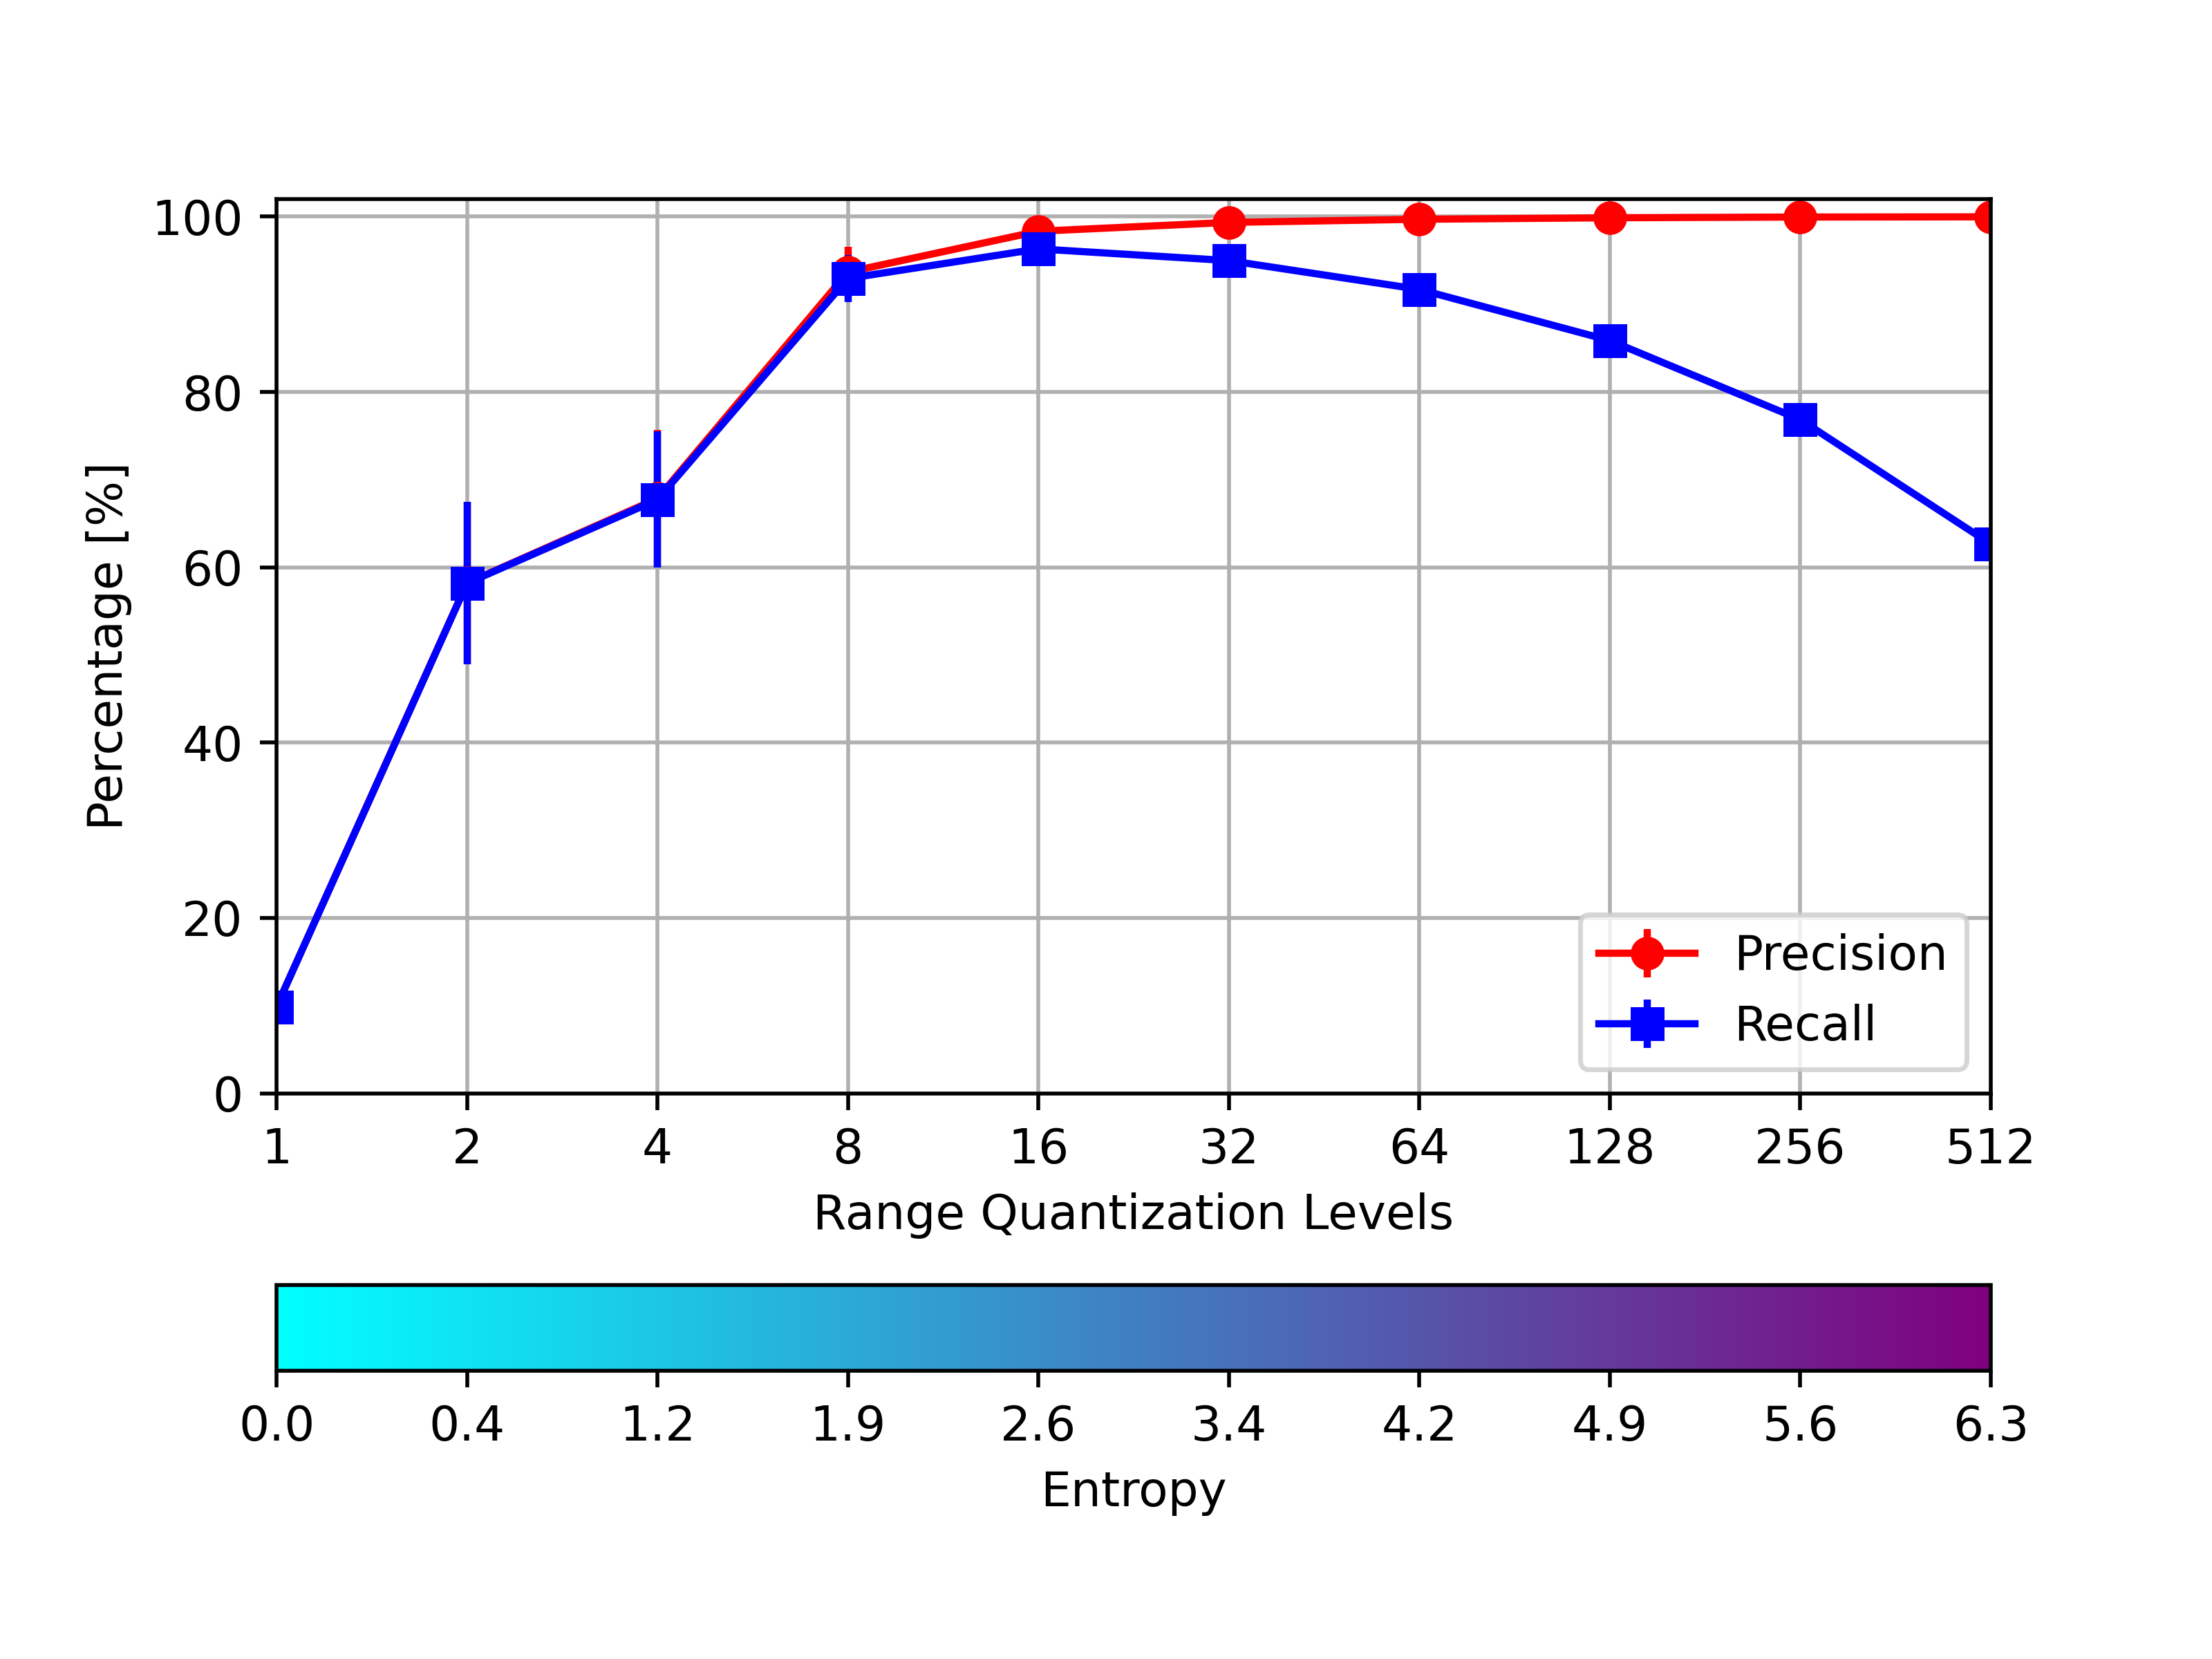 100
80
60
40
20
0
Percentage [%]
Precision
Recall
1 2 4 8 16 32 64 128 256 512
Range Quantization Levels
0.0 0.4 1.2 1.9 2.6 3.4 4.2 4.9 5.6 6.3
Entropy